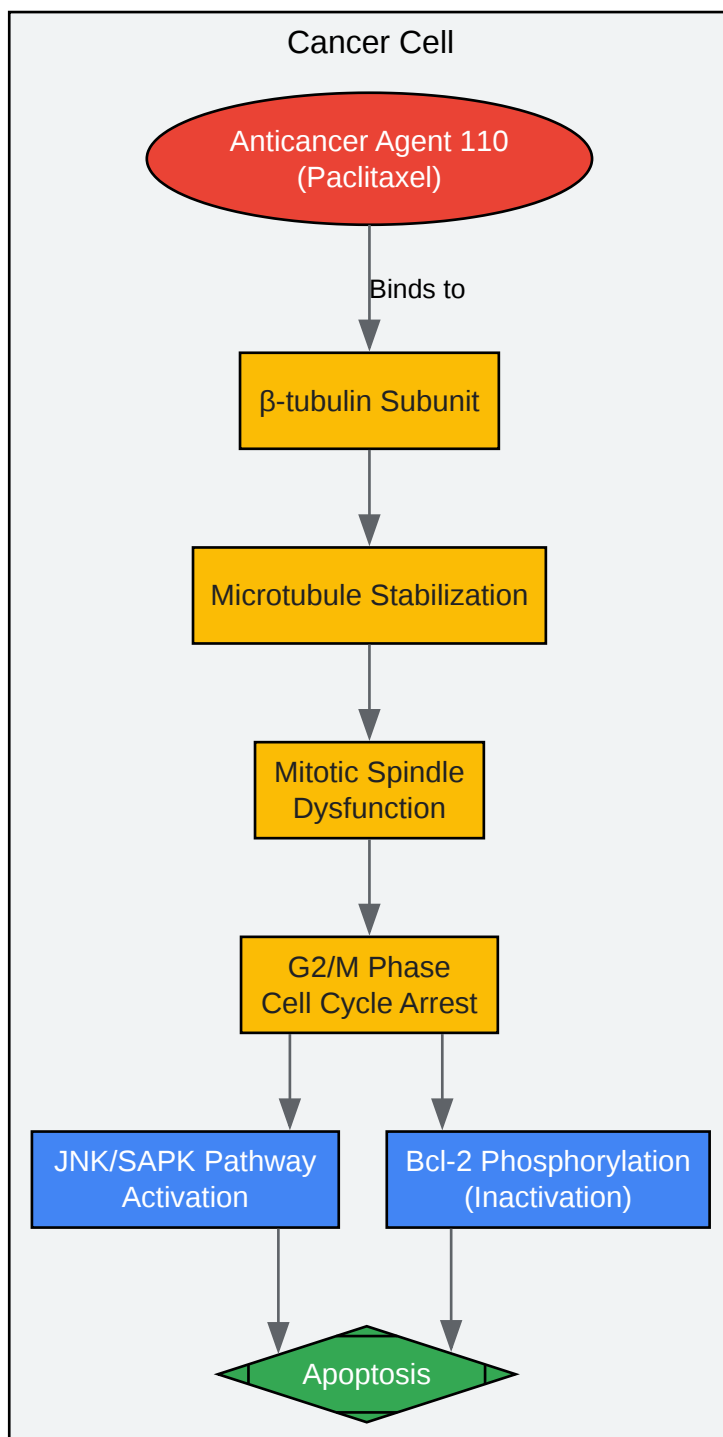 Cancer Cell
Anticancer Agent 110
(Paclitaxel)
Binds to
β-tubulin Subunit
Microtubule Stabilization
Mitotic Spindle
Dysfunction
G2/M Phase
Cell Cycle Arrest
JNK/SAPK Pathway
Activation
Bcl-2 Phosphorylation
(Inactivation)
Apoptosis